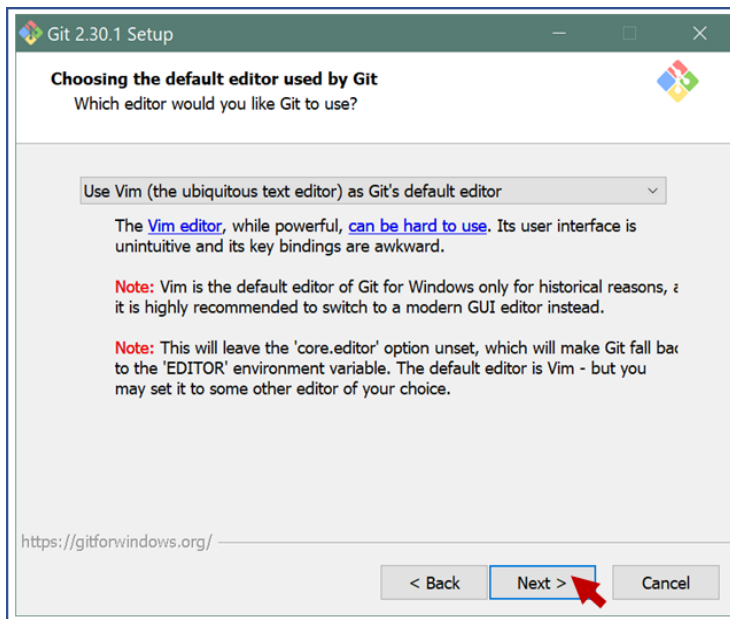 Git 2.30.1 Setup
Choosing the default editor used by Git
Which editor would you like Git to use?
Use Vim (the ubiquitous text editor) as Git's default editor
The Vim editor, while powerful, can be hard to use. Its user interface is
unintuitive and its key bindings are awkward.
Note: Vim is the default editor of Git for Windows only for historical reasons,
it is highly recommended to switch to a modern GUI editor instead.
Note: This will leave the 'core.editor' option unset, which will make Git fall
to the 'EDITOR' environment variable. The default editor is Vim - but you
may set it to some other editor of your choice.
https://gitforwindows.org/
< Back Next > Cancel